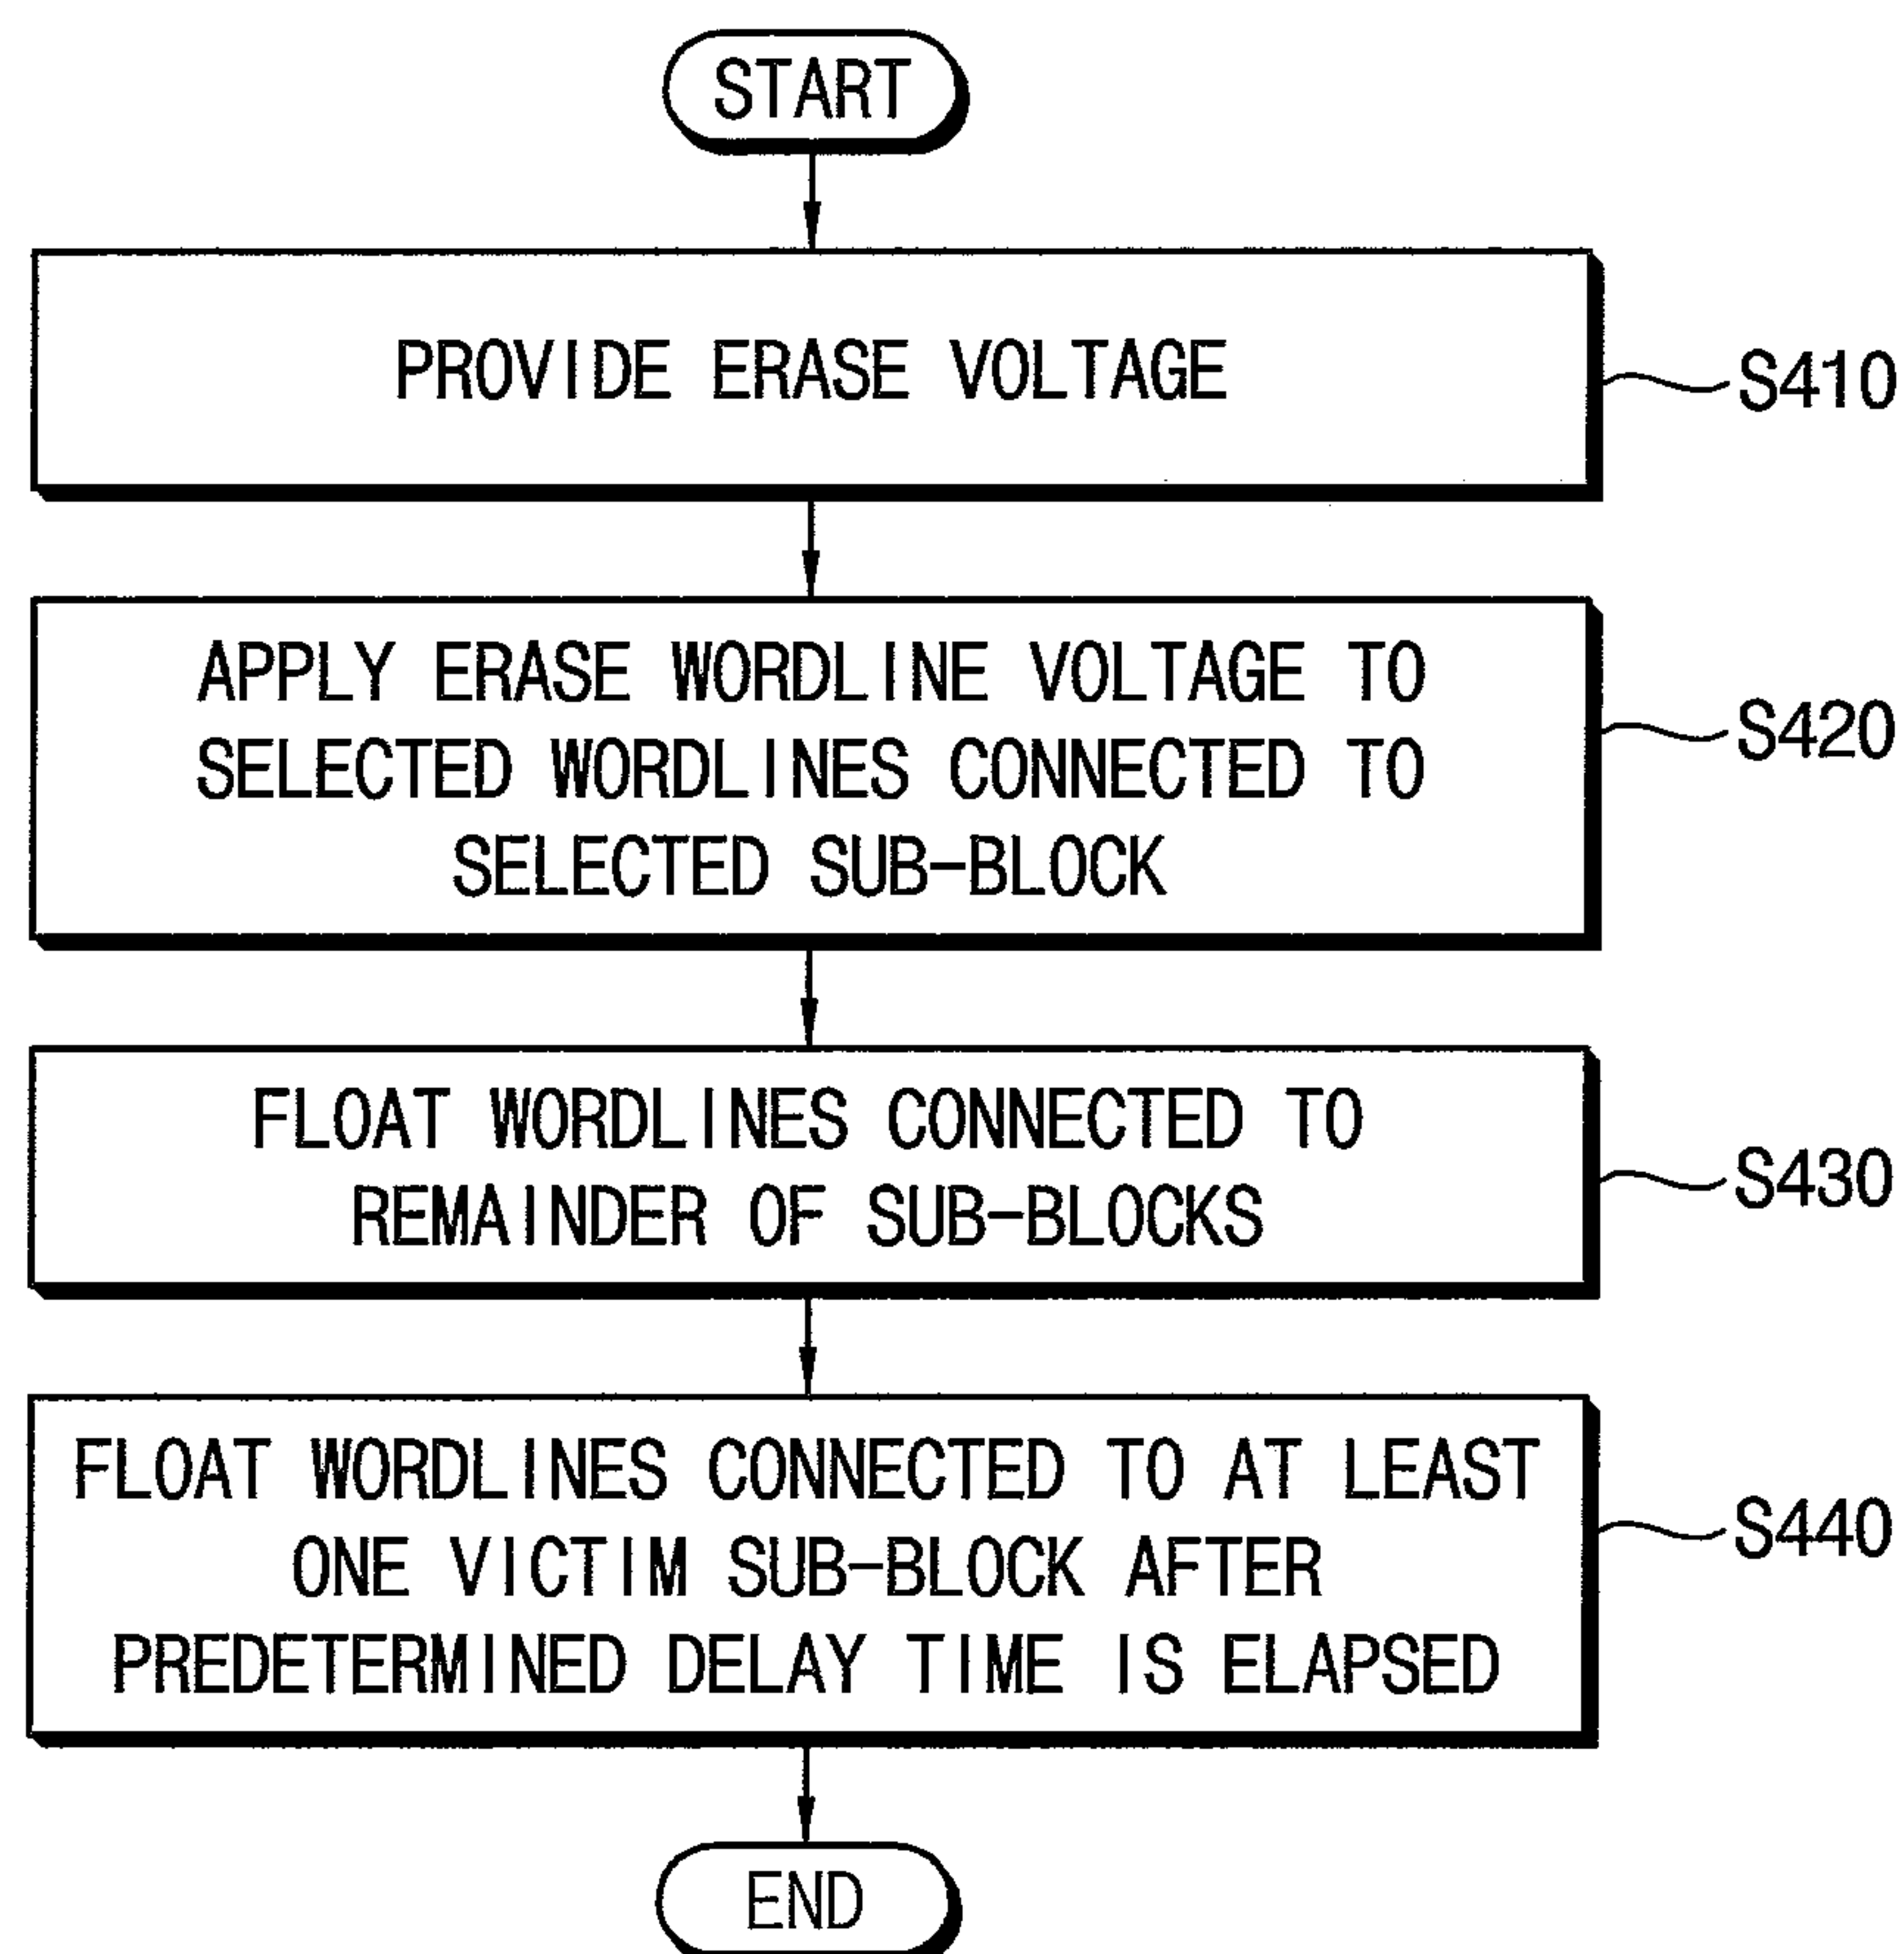 START
PROVIDE ERASE VOLTAGE
S410
APPLY ERASE WORDLINE VOLTAGE TO
SELECTED WORDLINES CONNECTED TO
SELECTED SUB-BLOCK
S420
FLOAT WORDLINES CONNECTED TO
REMAINDER OF SUB-BLOCKS
S430
FLOAT WORDLINES CONNECTED TO AT LEAST
ONE VICTIM SUB-BLOCK AFTER
PREDETERMINED DELAY TIME IS ELAPSED
S440
END